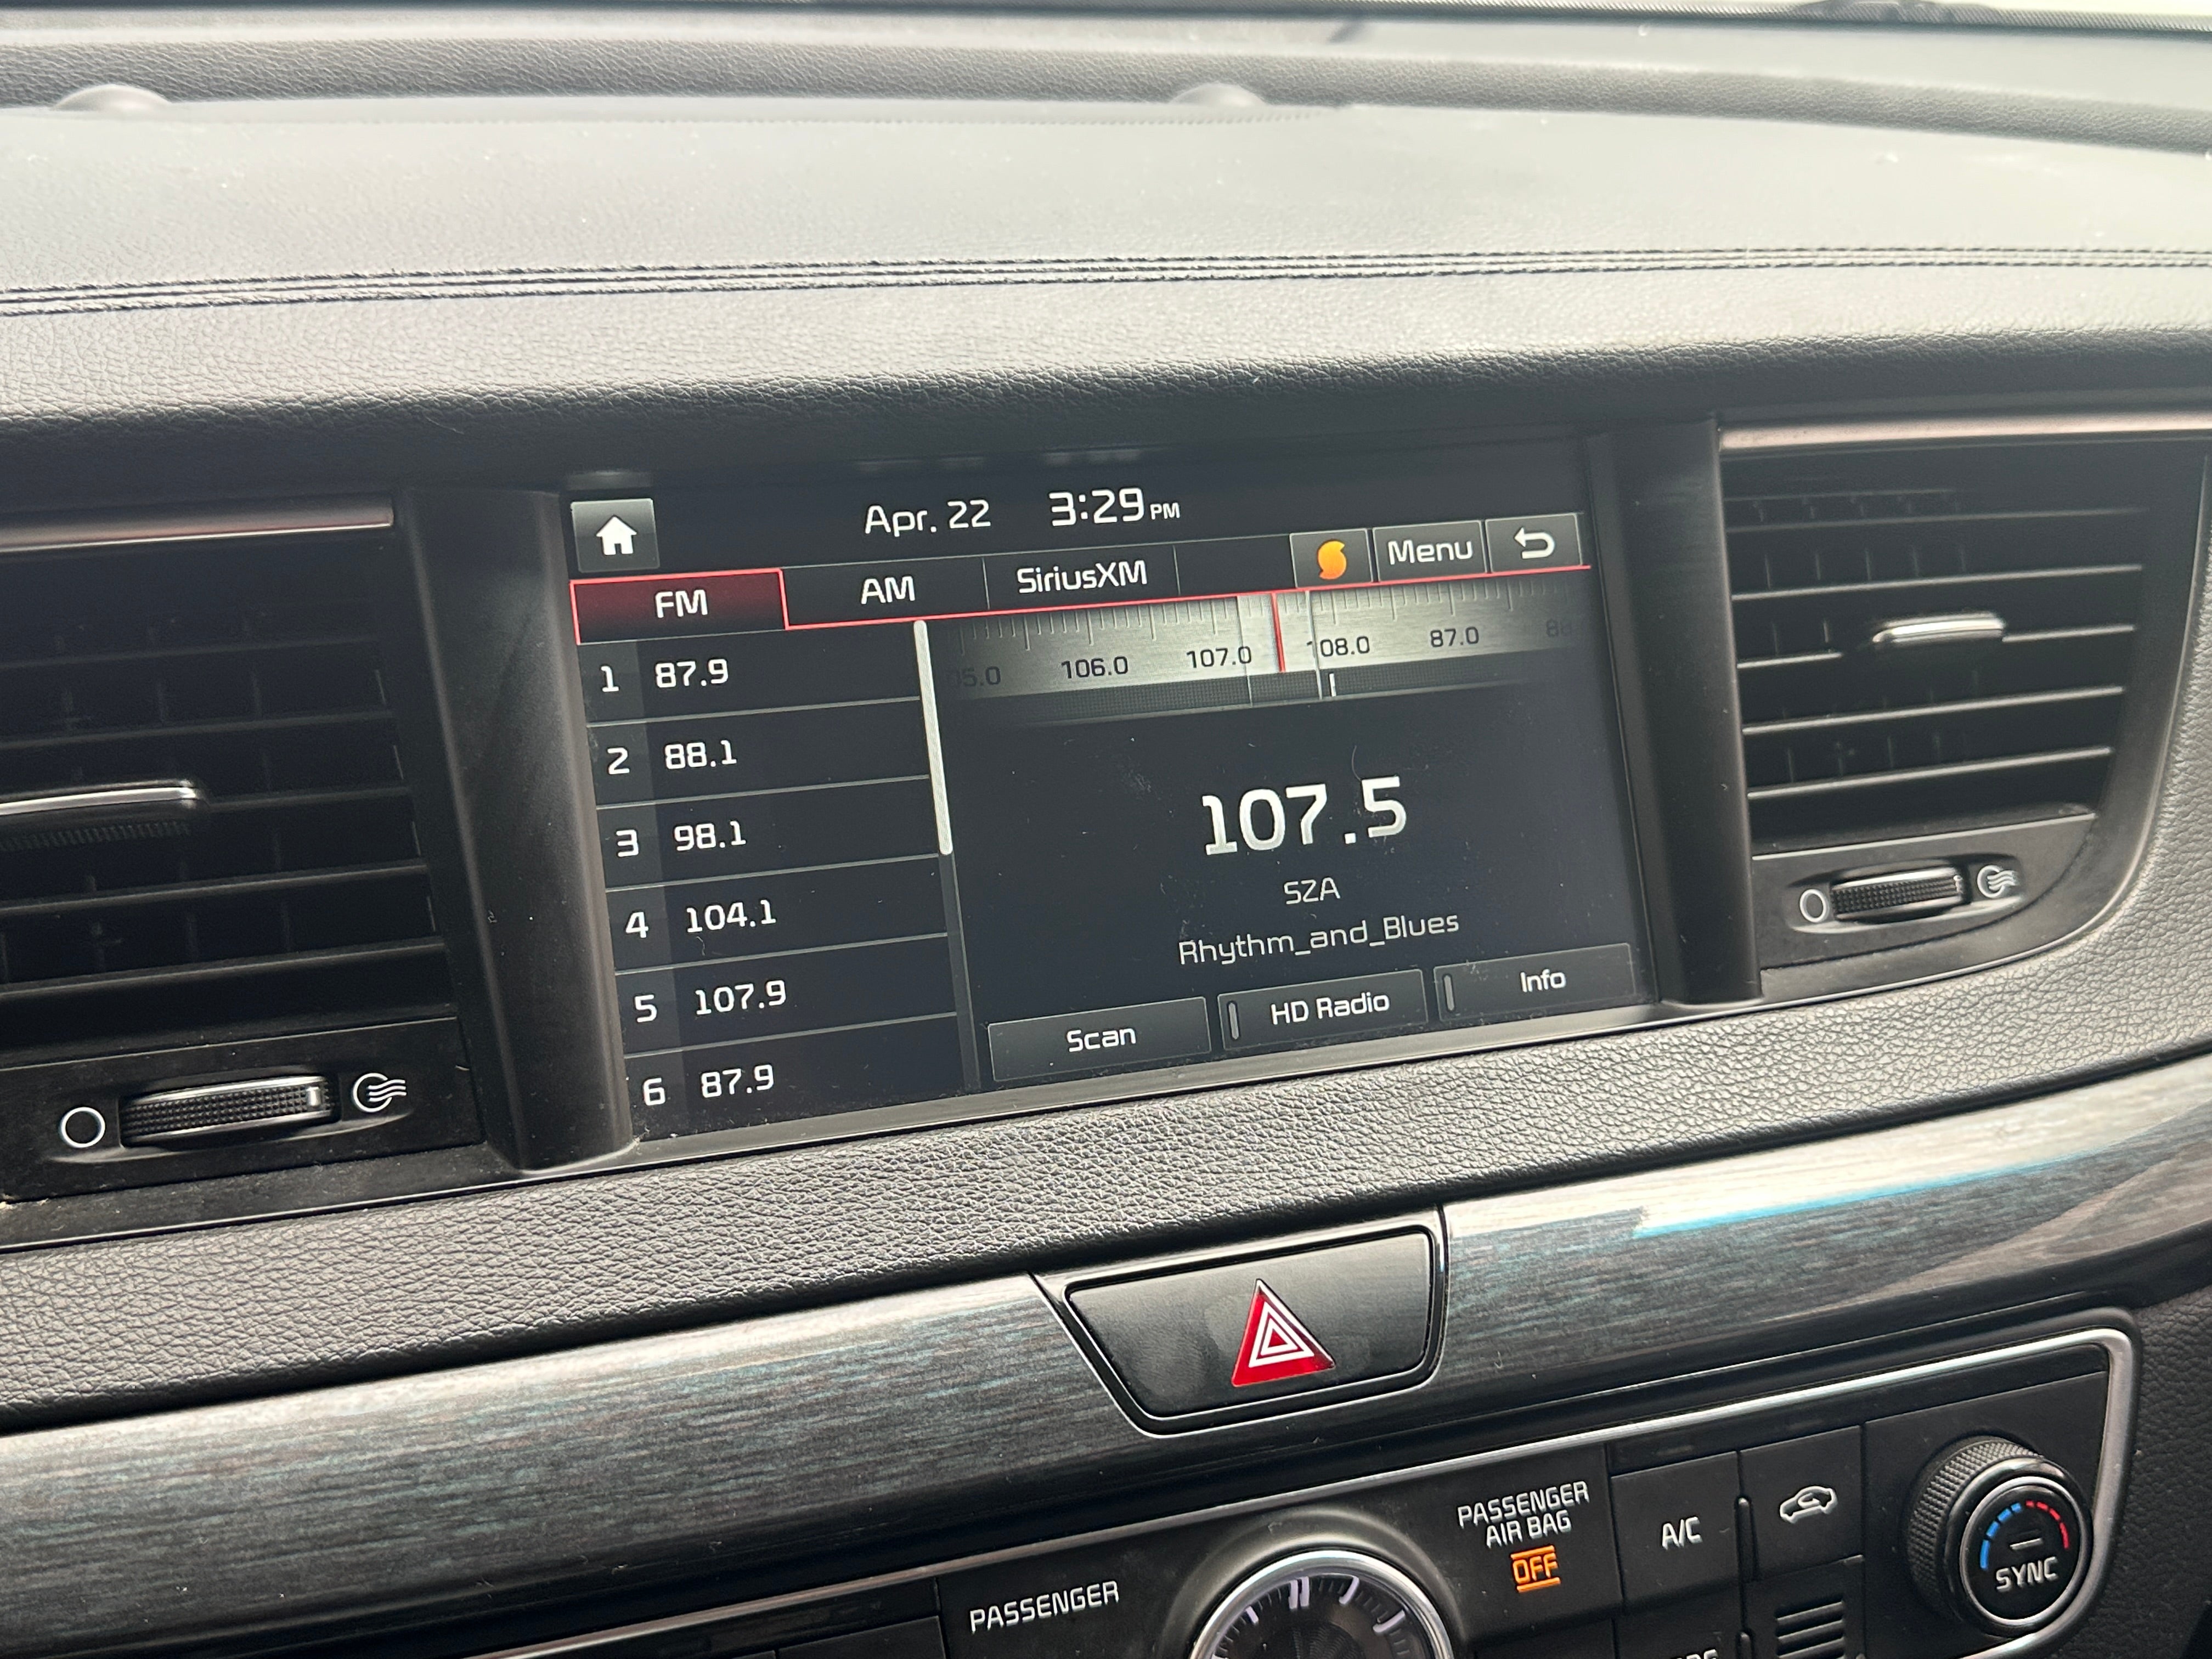 Apr. 22 3:29 PM
FM AM SiriusXM Menu
106.0 107.0 108.0 87.0
1 87.9
2 88.1
3 98.1
4 104.1
5 107.9
6 87.9
107.5
SZA
Rhythm_and_Blues
Scan HD Radio Info
PASSENGER
AIR BAG
OFF
A/C
SYNC
PASSENGER